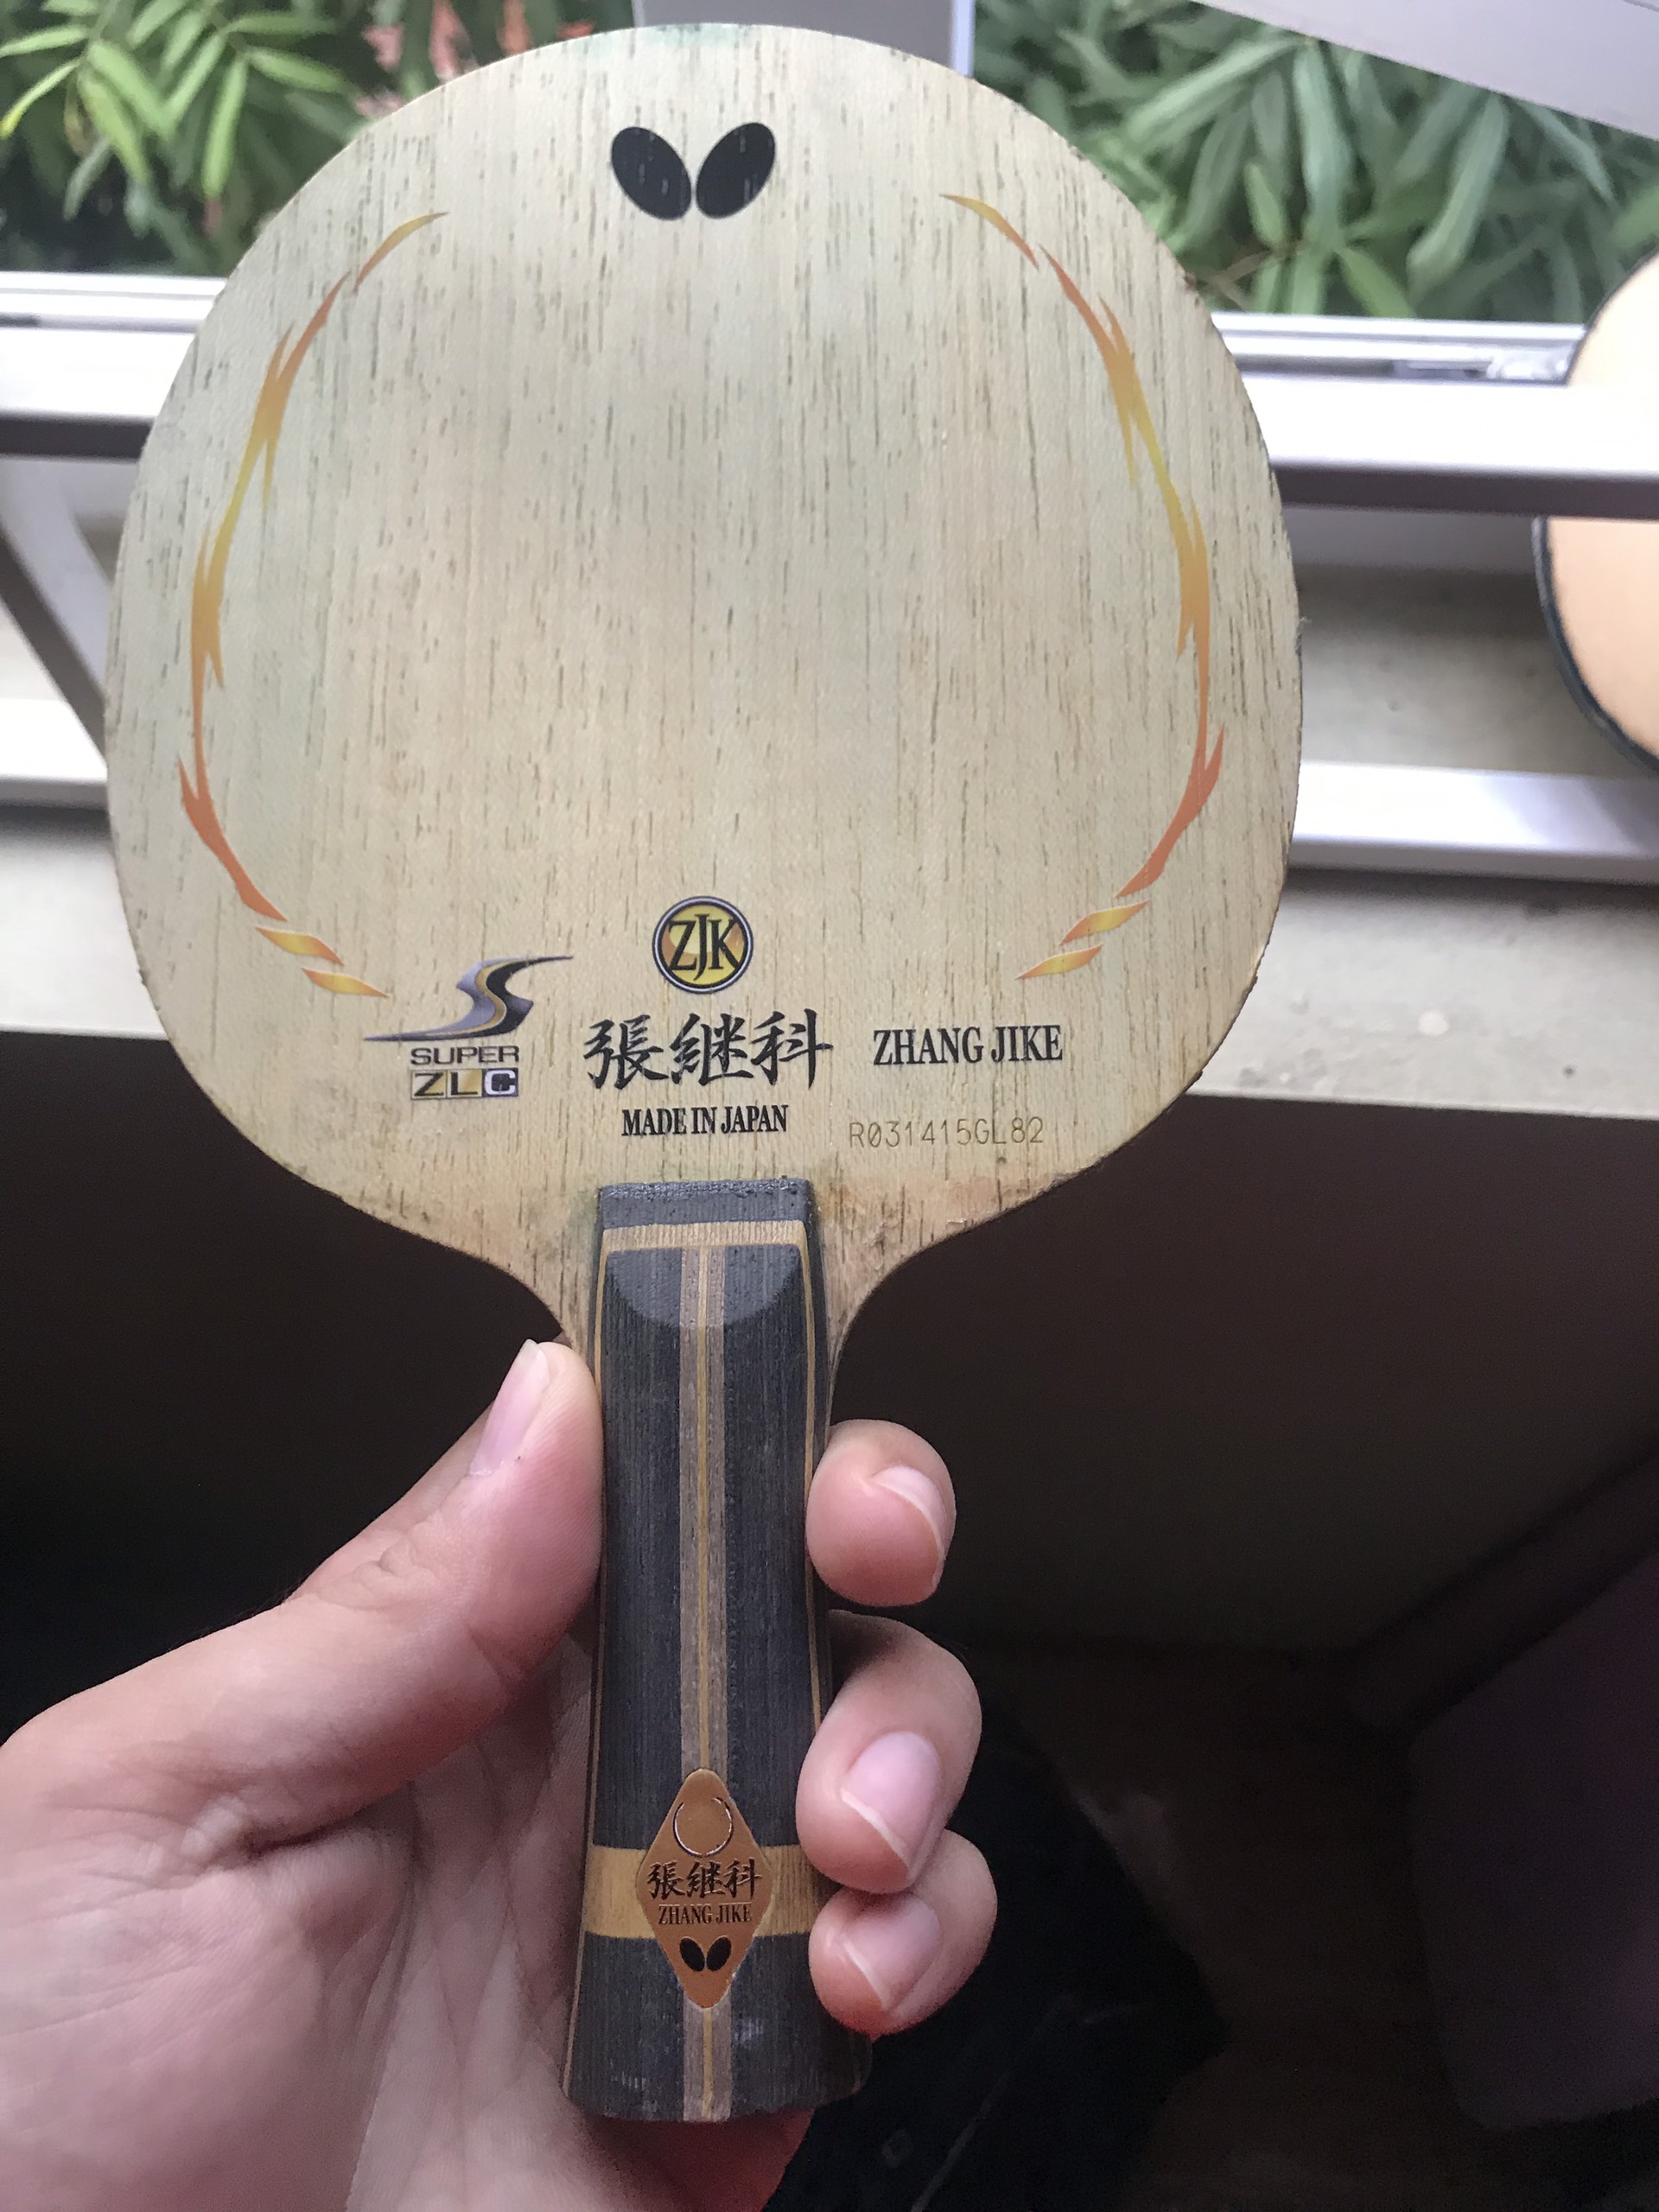 ZJK
SUPER
ZLC
張継科
ZHANG JIKE
MADE IN JAPAN
R031415GL82
張継科
ZHANG JIKE